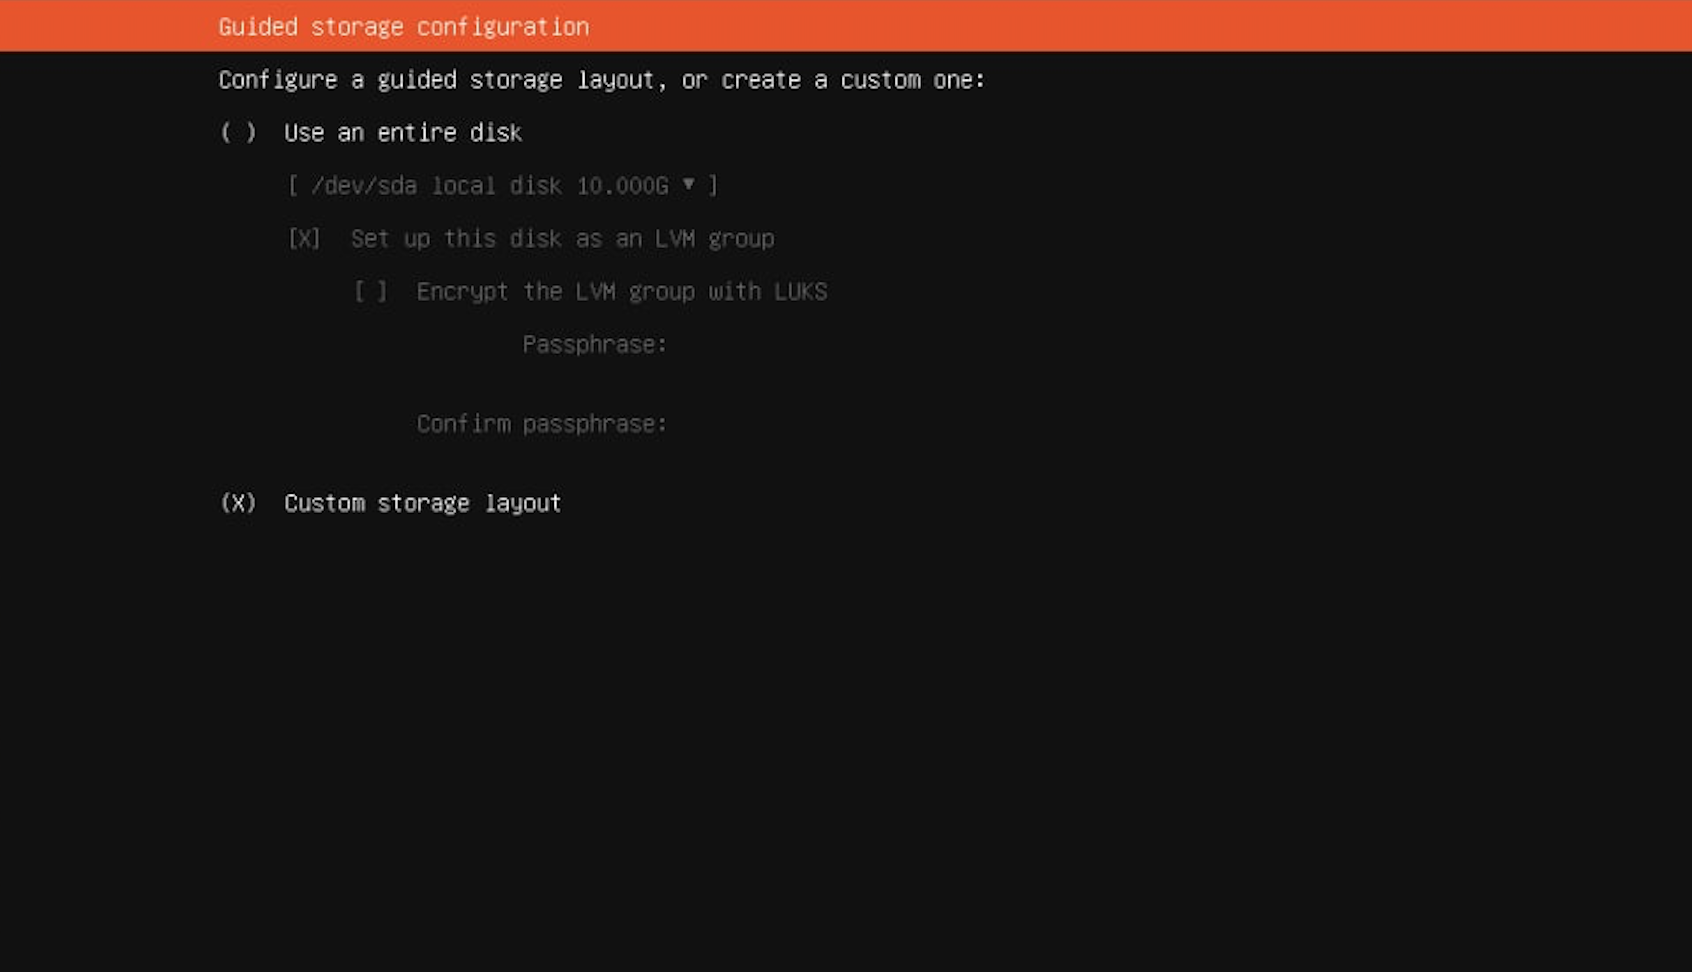 Guided storage configuration
Configure a guided storage layout, or create a custom one:
( ) Use an entire disk
[ /dev/sda local disk 10.000G ▾ ]
[X] Set up this disk as an LVM group
[ ] Encrypt the LVM group with LUKS
Passphrase:
Confirm passphrase:
(X) Custom storage layout